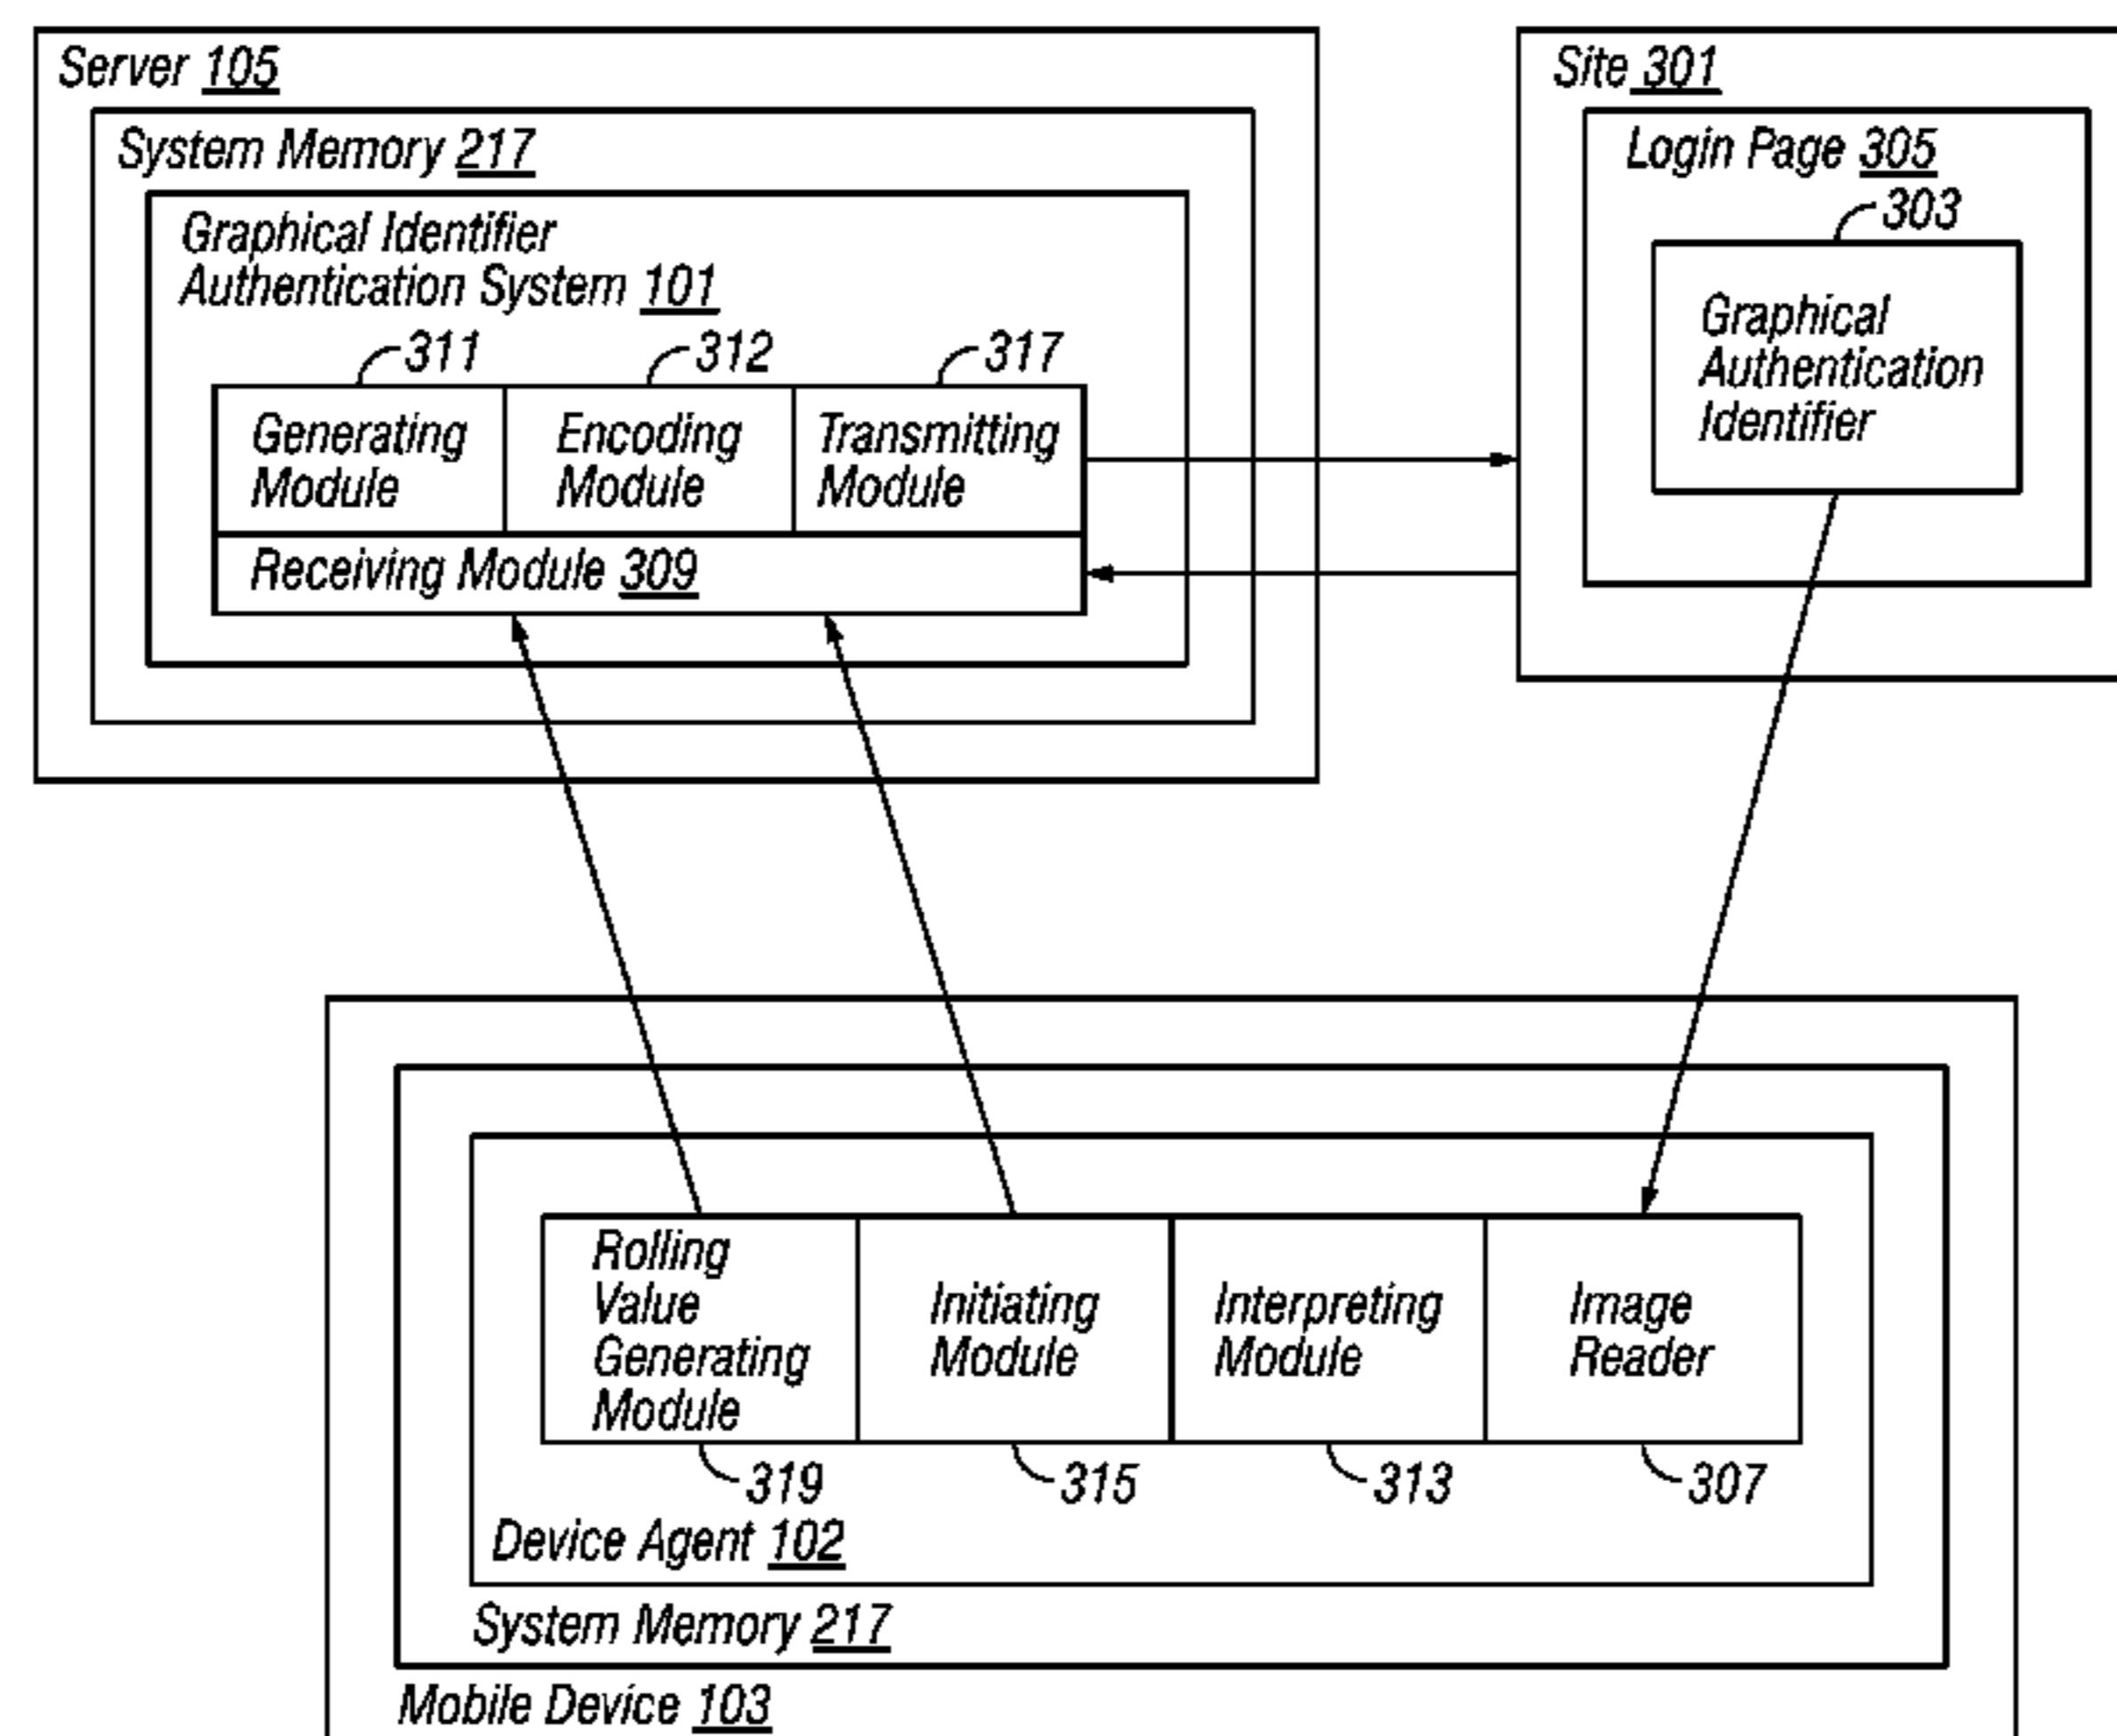 Server 105
System Memory 217
Graphical Identifier
Authentication System 101
311
312
317
Generating
Module
Encoding
Module
Transmitting
Module
Receiving Module 309
Site 301
Login Page 305
303
Graphical
Authentication
Identifier
Rolling
Value
Generating
Module
Initiating
Module
Interpreting
Module
Image
Reader
319
315
313
307
Device Agent 102
System Memory 217
Mobile Device 103